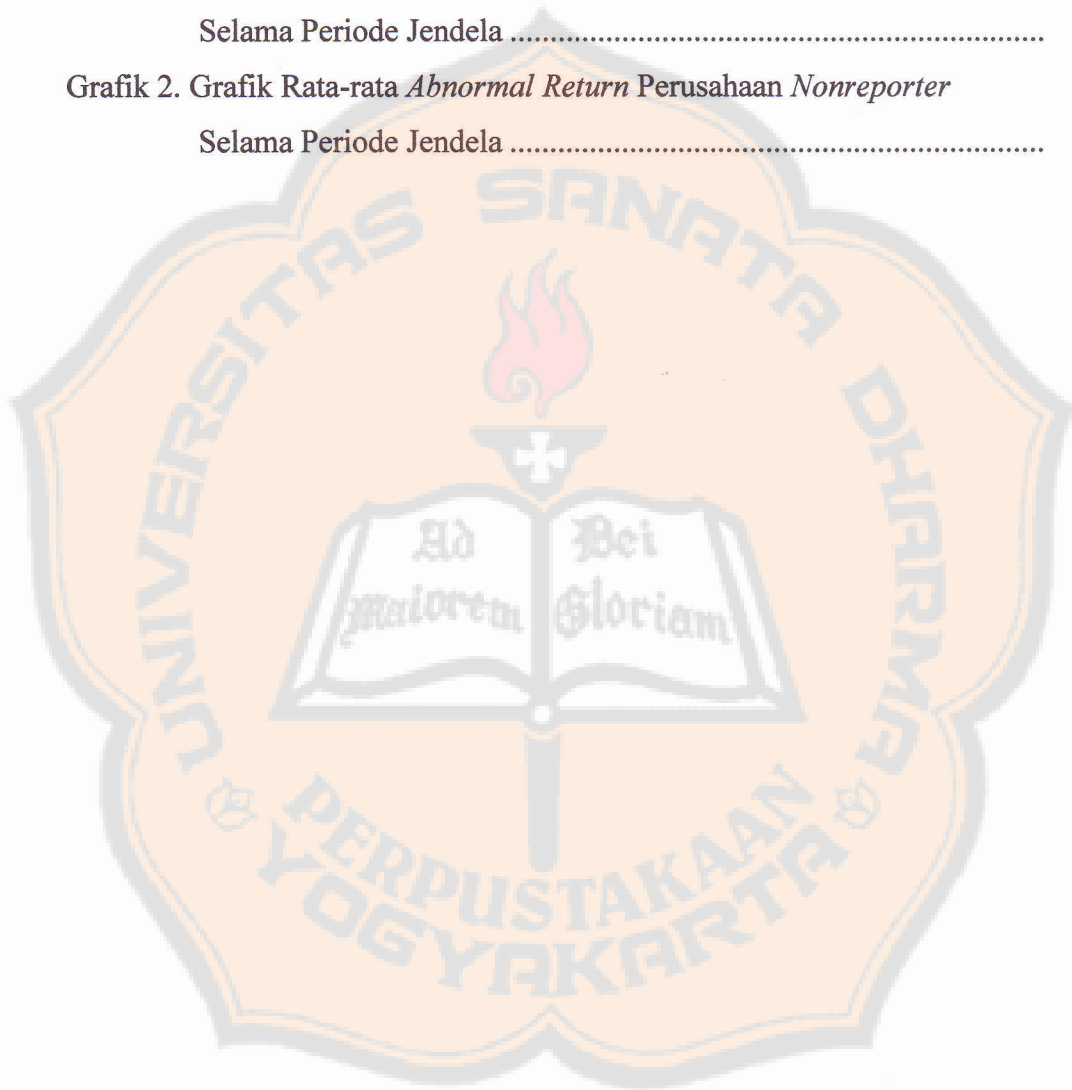 Selama Periode Jendela ....................................................................
Grafik 2. Grafik Rata-rata Abnormal Return Perusahaan Nonreporter
Selama Periode Jendela ....................................................................
UNIVERSITAS SANATA DHARMA
Ad Dei
Maiorem Gloriam
PERPUSTAKAAN
YOGYAKARTA